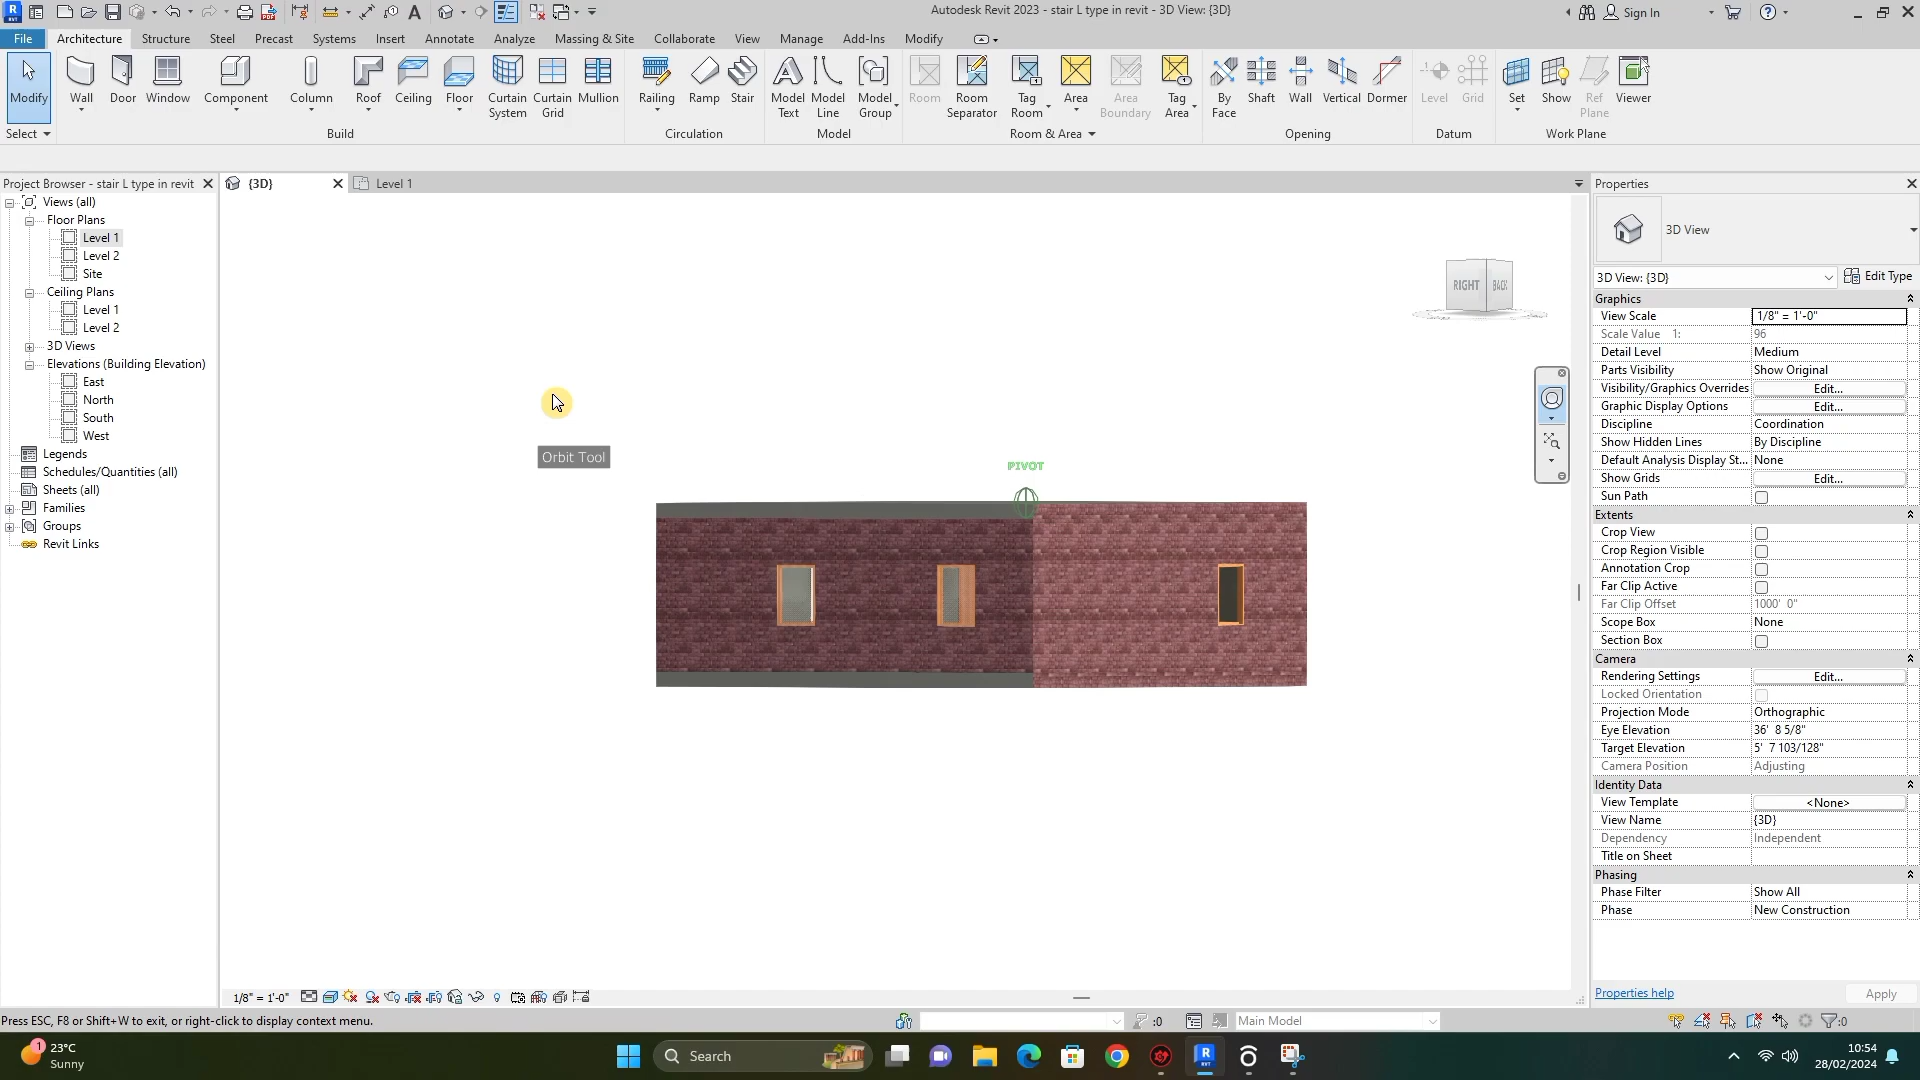 Autodesk Revit 2023 - stair L type in revit - 3D View: {3D}
Sign In
File Architecture Structure Steel Precast Systems Insert Annotate Analyze Massing & Site Collaborate View Manage Add-Ins Modify
Modify Wall Door Window Component Column Roof Ceiling Floor Curtain System Curtain Grid Mullion Railing Ramp Stair Model Text Model Line Model Group Room Room Separator Tag Room Area Area Boundary Tag Area By Face Shaft Wall Vertical Dormer Level Grid Set Show Ref Plane Viewer
Select Build Circulation Model Room & Area Opening Datum Work Plane
Project Browser - stair L type in revit
Views (all)
Floor Plans
Level 1
Level 2
Site
Ceiling Plans
Level 1
Level 2
3D Views
Elevations (Building Elevation)
East
North
South
West
Legends
Schedules/Quantities (all)
Sheets (all)
Families
Groups
Revit Links
{3D} Level 1
RIGHT BACK
Orbit Tool
PIVOT
Properties
3D View
3D View: {3D} Edit Type
Graphics
View Scale 1/8" = 1'-0"
Scale Value 1: 96
Detail Level Medium
Parts Visibility Show Original
Visibility/Graphics Overrides Edit...
Graphic Display Options Edit...
Discipline Coordination
Show Hidden Lines By Discipline
Default Analysis Display St... None
Show Grids Edit...
Sun Path
Extents
Crop View
Crop Region Visible
Annotation Crop
Far Clip Active
Far Clip Offset 1000' 0"
Scope Box None
Section Box
Camera
Rendering Settings Edit...
Locked Orientation
Projection Mode Orthographic
Eye Elevation 36' 8 5/8"
Target Elevation 5' 7 103/128"
Camera Position Adjusting
Identity Data
View Template <None>
View Name {3D}
Dependency Independent
Title on Sheet
Phasing
Phase Filter Show All
Phase New Construction
Properties help Apply
1/8" = 1'-0"
Press ESC, F8 or Shift+W to exit, or right-click to display context menu.
:0 Main Model :0
1
23°C
Sunny
Search
10:54
28/02/2024